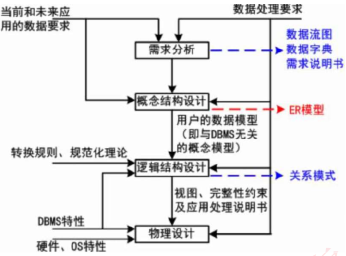 当前和未来应
用的数据要求
数据处理要求
需求分析
数据流图
数据字典
需求说明书
概念结构设计
ER模型
用户的数据模型
(即与DBMS无关
的概念模型)
转换规则、规范化理论
逻辑结构设计
关系模式
视图、完整性约束
及应用处理说明书
DBMS特性
物理设计
硬件、OS特性